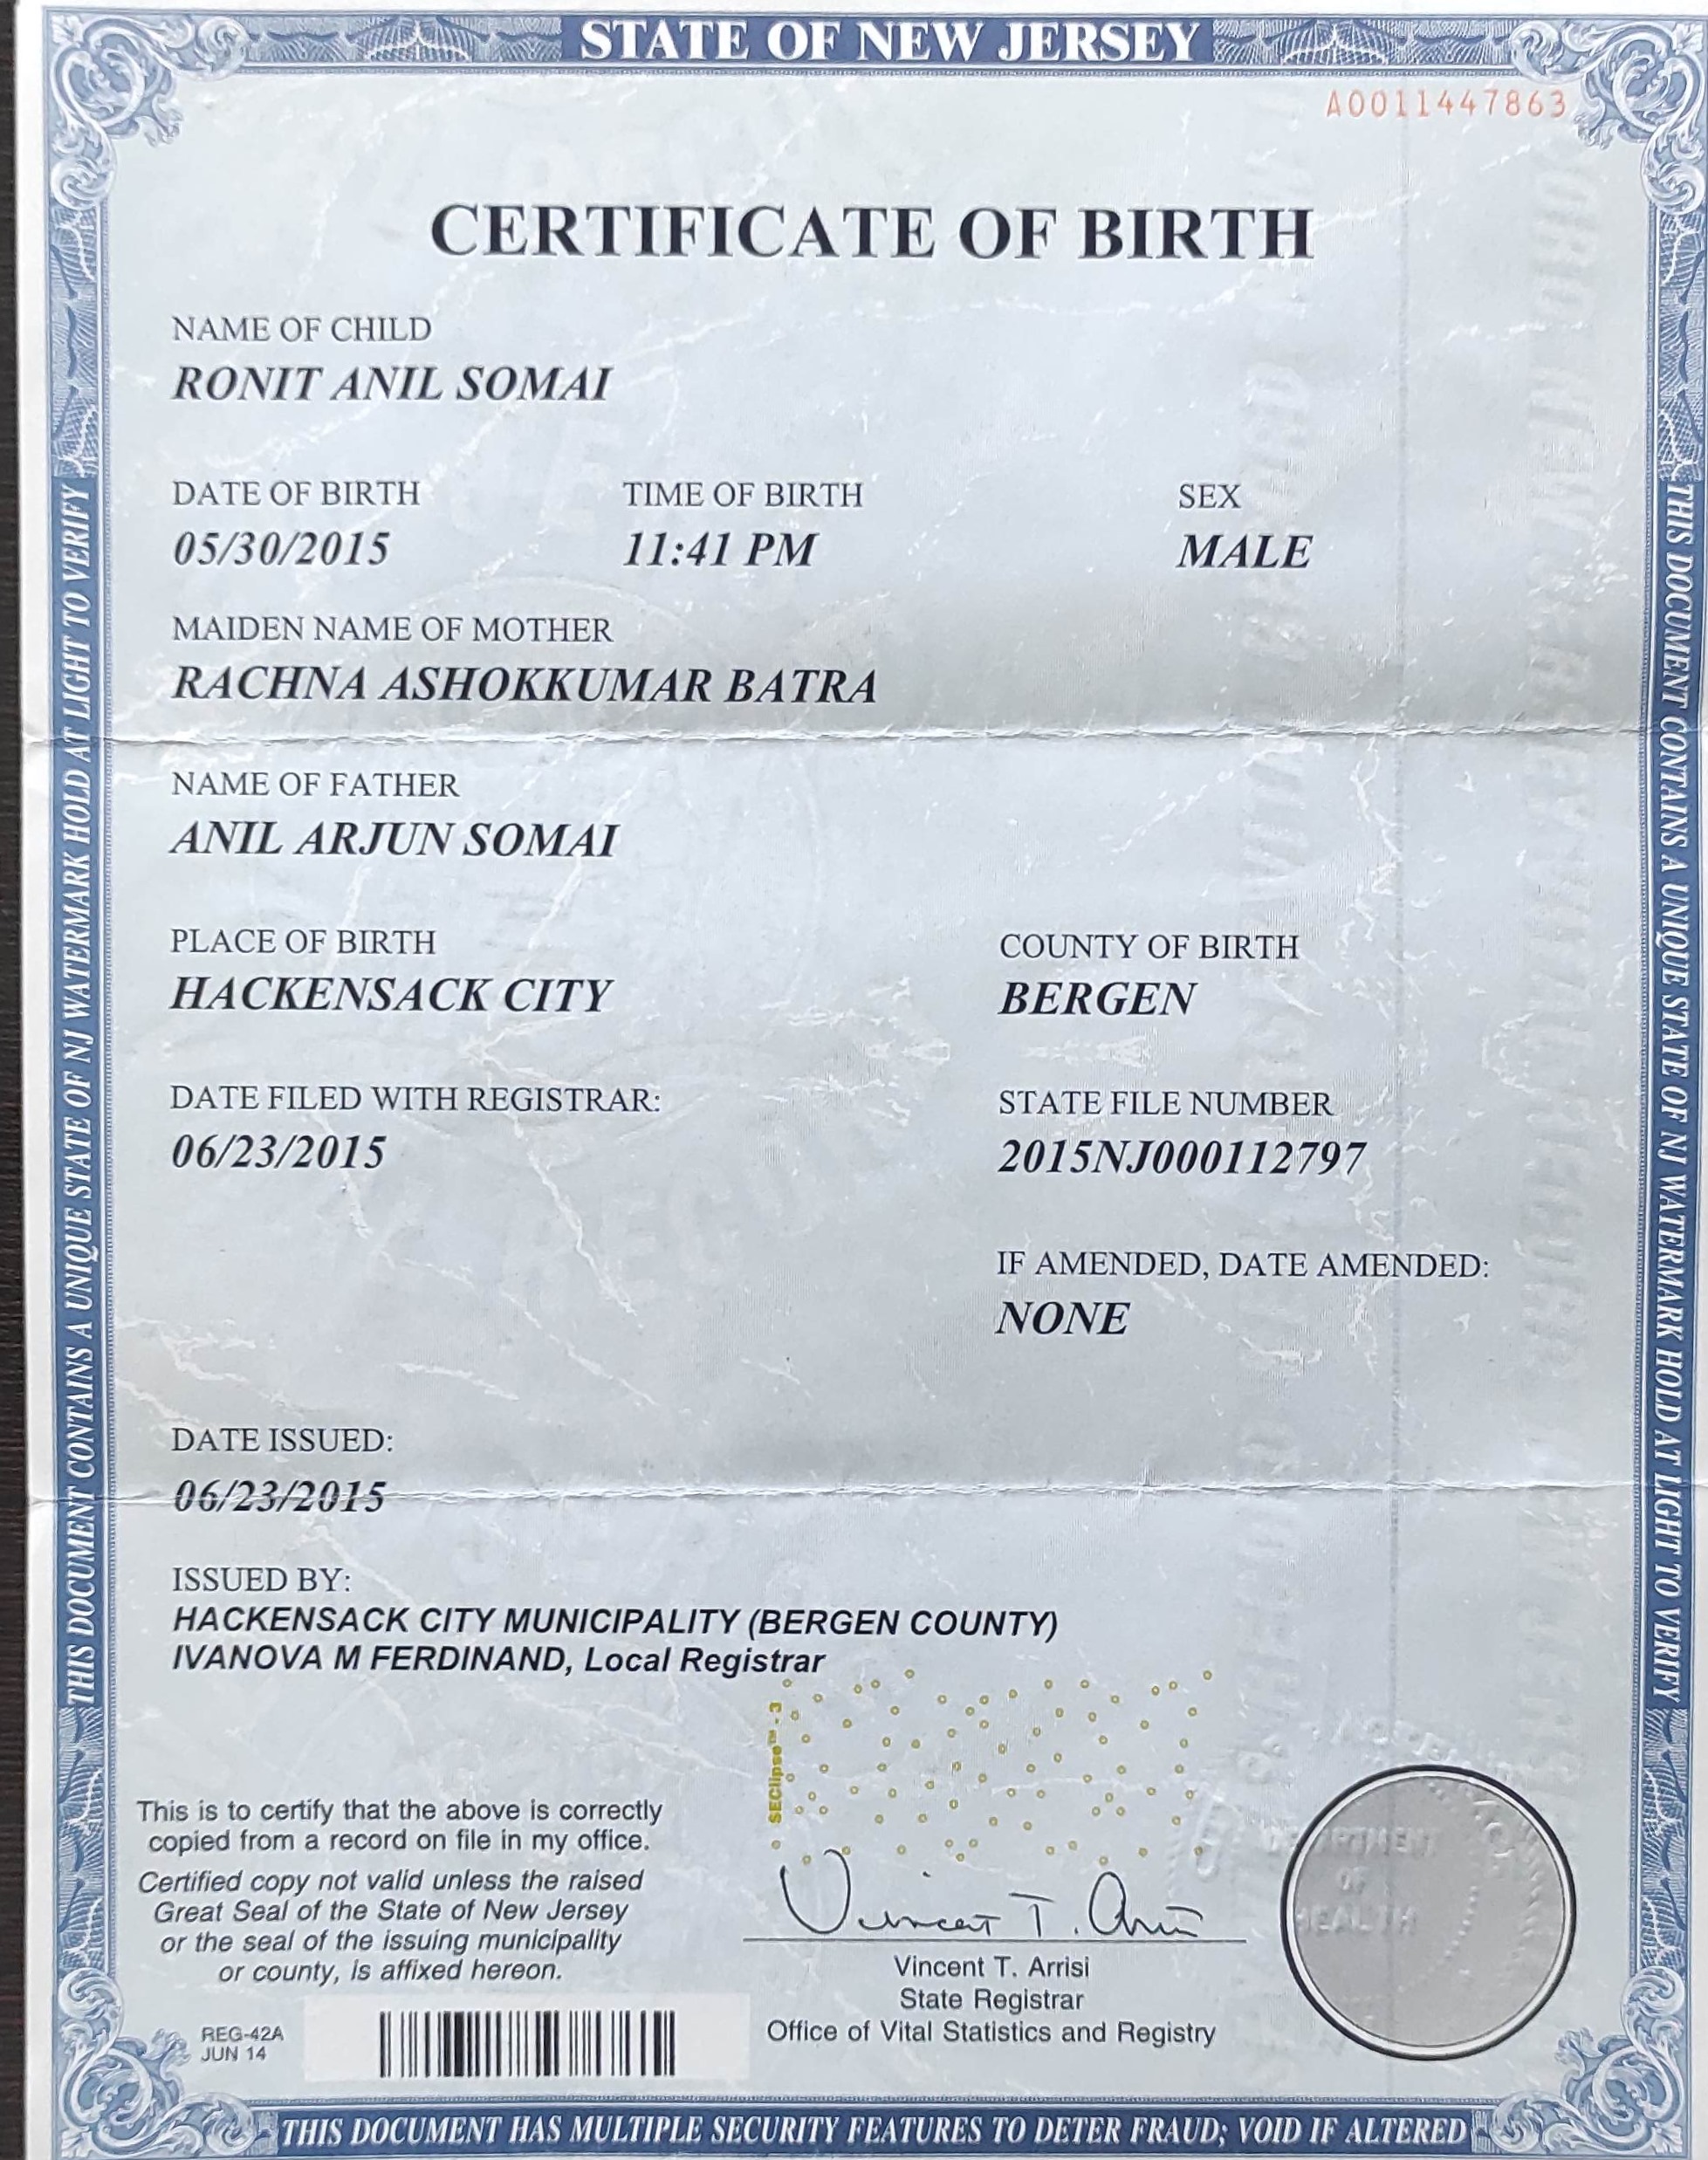 STATE OF NEW JERSEY
A0011447863
CERTIFICATE OF BIRTH
NAME OF CHILD
RONIT ANIL SOMAI
DATE OF BIRTH TIME OF BIRTH SEX
05/30/2015 11:41 PM MALE
MAIDEN NAME OF MOTHER
RACHNA ASHOKKUMAR BATRA
NAME OF FATHER
ANIL ARJUN SOMAI
PLACE OF BIRTH COUNTY OF BIRTH
HACKENSACK CITY BERGEN
DATE FILED WITH REGISTRAR: STATE FILE NUMBER
06/23/2015 2015NJ000112797
IF AMENDED, DATE AMENDED:
NONE
DATE ISSUED:
06/23/2015
ISSUED BY:
HACKENSACK CITY MUNICIPALITY (BERGEN COUNTY)
IVANOVA M FERDINAND, Local Registrar
SEClipse™ - 3
This is to certify that the above is correctly
copied from a record on file in my office.
Certified copy not valid unless the raised
Great Seal of the State of New Jersey
or the seal of the issuing municipality
or county, is affixed hereon.
Vincent T. Arrisi
Vincent T. Arrisi
State Registrar
Office of Vital Statistics and Registry
DEPARTMENT
OF
HEALTH
REG-42A
JUN 14
THIS DOCUMENT HAS MULTIPLE SECURITY FEATURES TO DETER FRAUD; VOID IF ALTERED
THIS DOCUMENT CONTAINS A UNIQUE STATE OF NJ WATERMARK HOLD AT LIGHT TO VERIFY
THIS DOCUMENT CONTAINS A UNIQUE STATE OF NJ WATERMARK HOLD AT LIGHT TO VERIFY